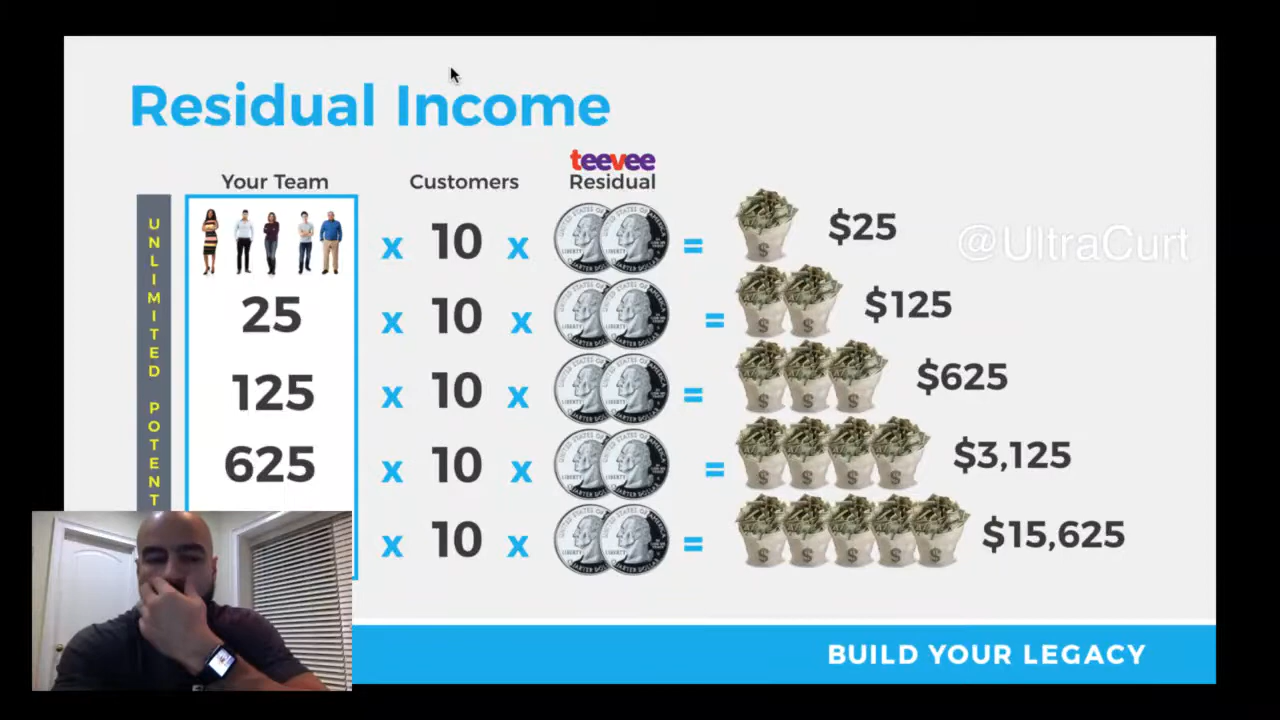 Residual Income
teevee
Your Team Customers Residual
x 10 x = $25
25 x 10 x = $125
125 x 10 x = $625
625 x 10 x = $3,125
x 10 x = $15,625
UNLIMITED POTENT
@UltraCurt
BUILD YOUR LEGACY